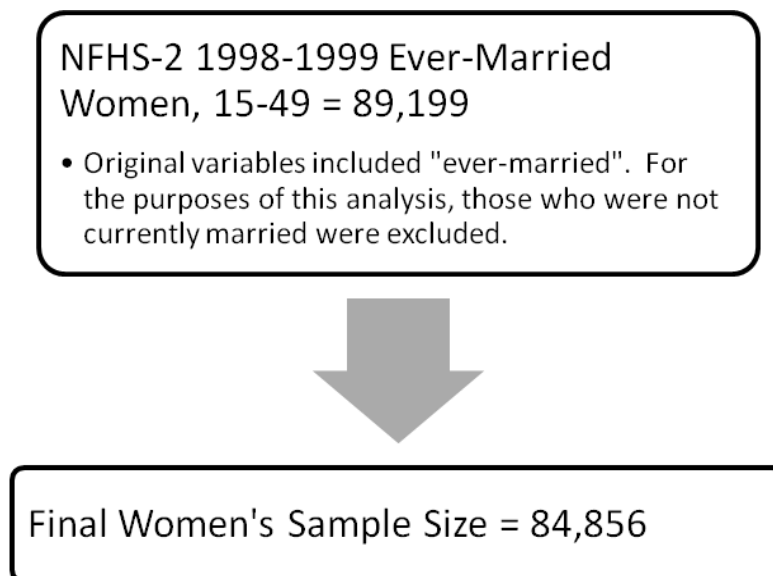 NFHS-2 1998-1999 Ever-Married
Women, 15-49 = 89,199
• Original variables included "ever-married".  For
the purposes of this analysis, those who were not
currently married were excluded.
Final Women's Sample Size = 84,856